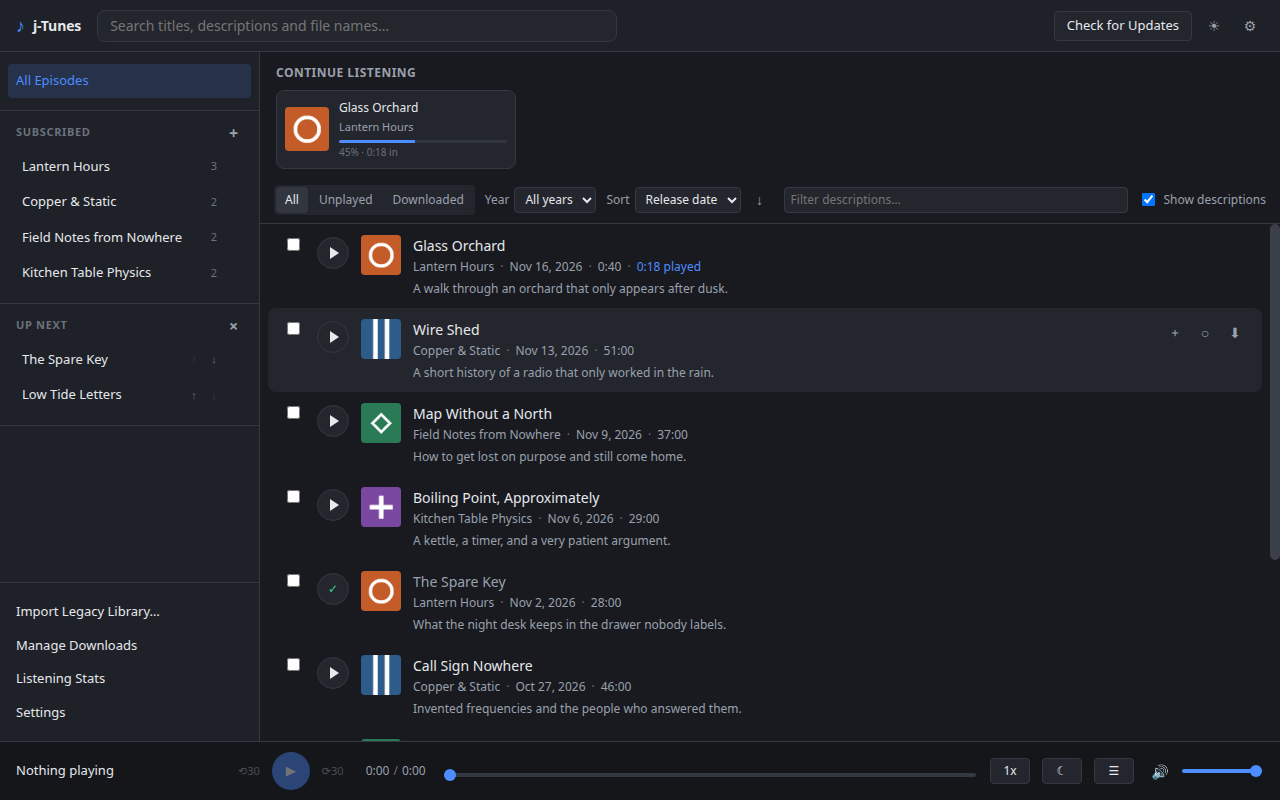 ♪ j-Tunes
Search titles, descriptions and file names...
Check for Updates
All Episodes
SUBSCRIBED +
Lantern Hours 3
Copper & Static 2
Field Notes from Nowhere 2
Kitchen Table Physics 2
UP NEXT ×
The Spare Key ↑ ↓
Low Tide Letters ↑ ↓
Import Legacy Library...
Manage Downloads
Listening Stats
Settings
CONTINUE LISTENING
Glass Orchard
Lantern Hours
45% · 0:18 in
All Unplayed Downloaded Year All years Sort Release date ↓ Filter descriptions... Show descriptions
Glass Orchard
Lantern Hours · Nov 16, 2026 · 0:40 · 0:18 played
A walk through an orchard that only appears after dusk.
Wire Shed
Copper & Static · Nov 13, 2026 · 51:00
A short history of a radio that only worked in the rain.
Map Without a North
Field Notes from Nowhere · Nov 9, 2026 · 37:00
How to get lost on purpose and still come home.
Boiling Point, Approximately
Kitchen Table Physics · Nov 6, 2026 · 29:00
A kettle, a timer, and a very patient argument.
The Spare Key
Lantern Hours · Nov 2, 2026 · 28:00
What the night desk keeps in the drawer nobody labels.
Call Sign Nowhere
Copper & Static · Oct 27, 2026 · 46:00
Invented frequencies and the people who answered them.
Nothing playing ⟲30 ⟳30 0:00 / 0:00 1x